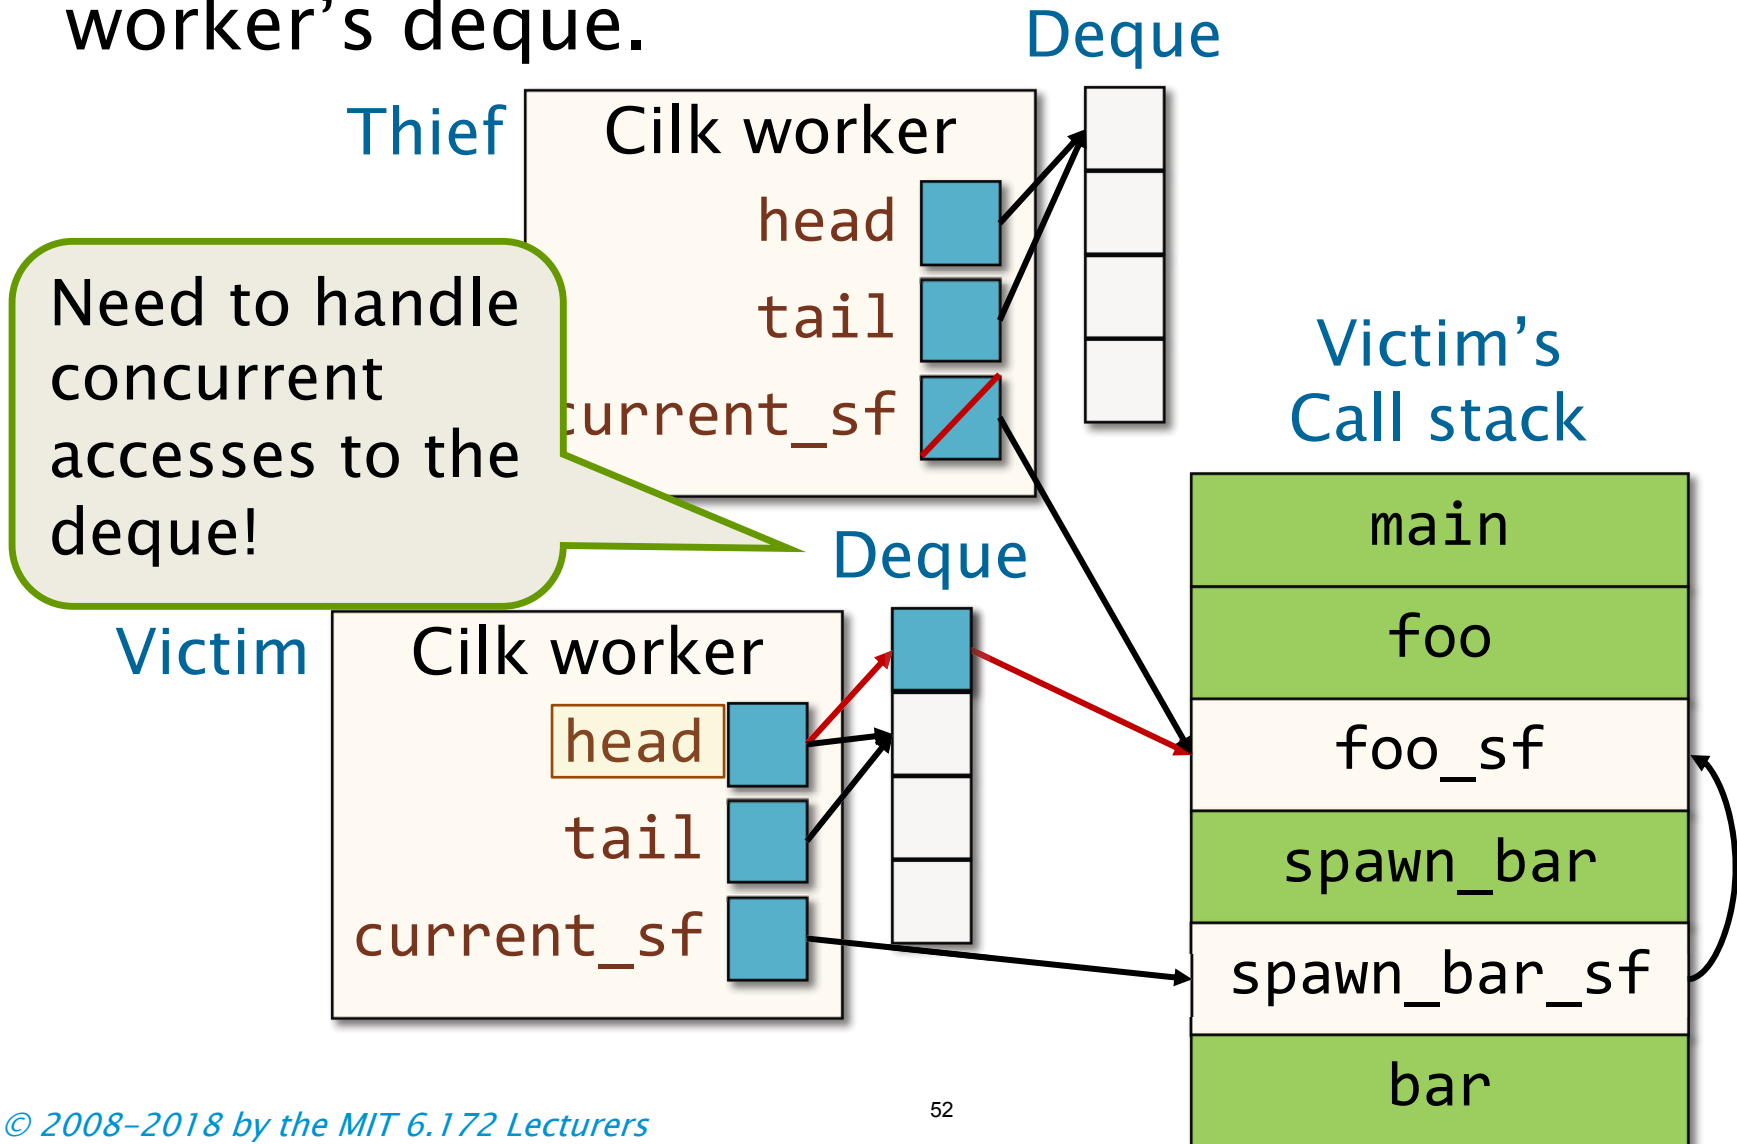 worker’s deque.
Deque
Thief
Cilk worker
head
tail
current_sf
Need to handle
concurrent
accesses to the
deque!
Victim’s
Call stack
main
foo
foo_sf
spawn_bar
spawn_bar_sf
bar
Deque
Victim
Cilk worker
head
tail
current_sf
© 2008–2018 by the MIT 6.172 Lecturers
52